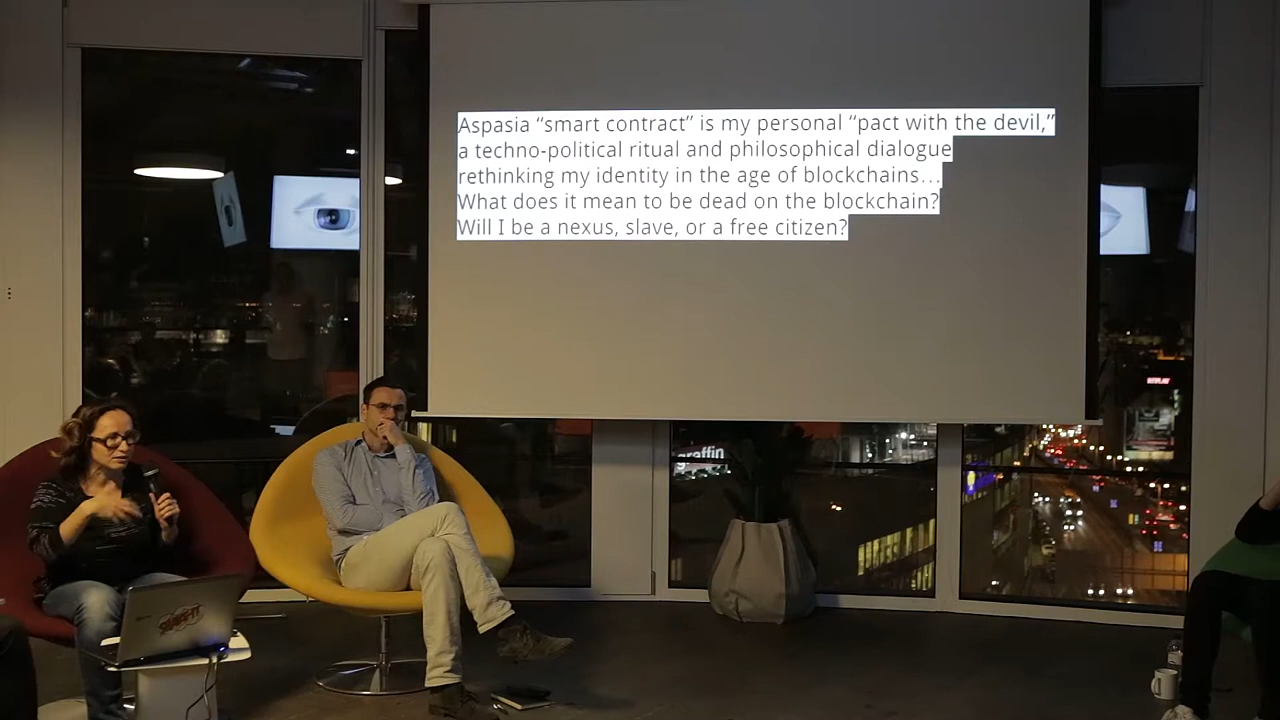 Aspasia “smart contract” is my personal “pact with the devil,”
a techno-political ritual and philosophical dialogue
rethinking my identity in the age of blockchains...
What does it mean to be dead on the blockchain?
Will I be a nexus, slave, or a free citizen?
graffin